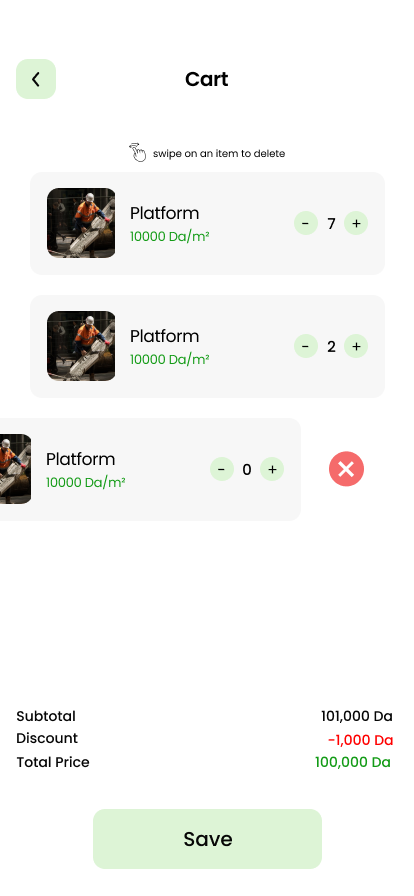 Cart
swipe on an item to delete
Platform
10000 Da/m²
- 7 +
Platform
10000 Da/m²
- 2 +
Platform
10000 Da/m²
- 0 +
Subtotal 101,000 Da
Discount -1,000 Da
Total Price 100,000 Da
Save